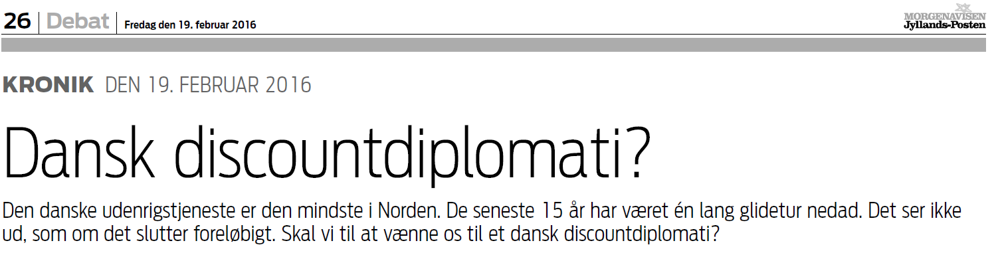 26 Debat Fredag den 19. februar 2016
MORGENAVISEN
Jyllands-Posten
KRONIK DEN 19. FEBRUAR 2016
Dansk discountdiplomati?
Den danske udenrigstjeneste er den mindste i Norden. De seneste 15 år har været én lang glidetur nedad. Det ser ikke
ud, som om det slutter foreløbigt. Skal vi til at vænne os til et dansk discountdiplomati?